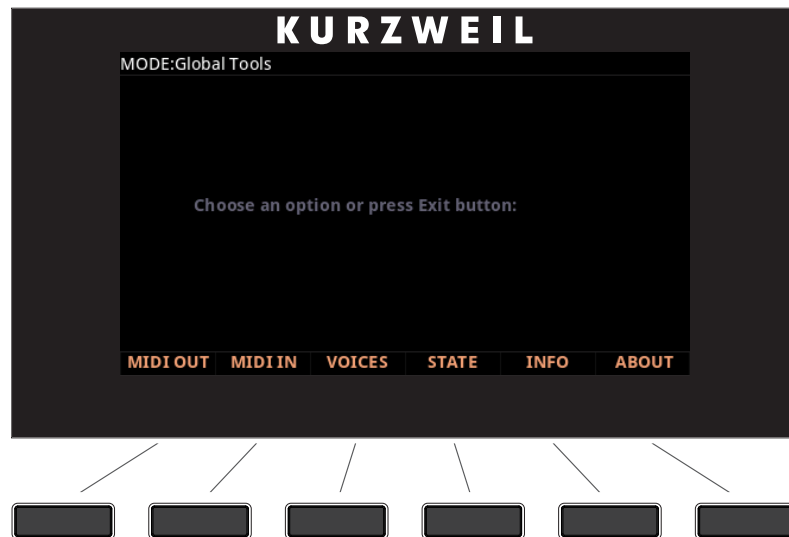 KURZWEIL
MODE:Global Tools
Choose an option or press Exit button:
MIDI OUT MIDI IN VOICES STATE INFO ABOUT